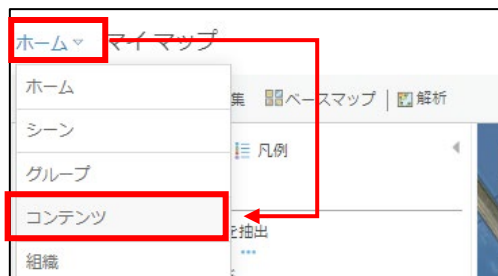 ホーム▽ マイマップ
ホーム
集 ベースマップ | 解析
シーン
凡例
グループ
コンテンツ
を抽出
組織